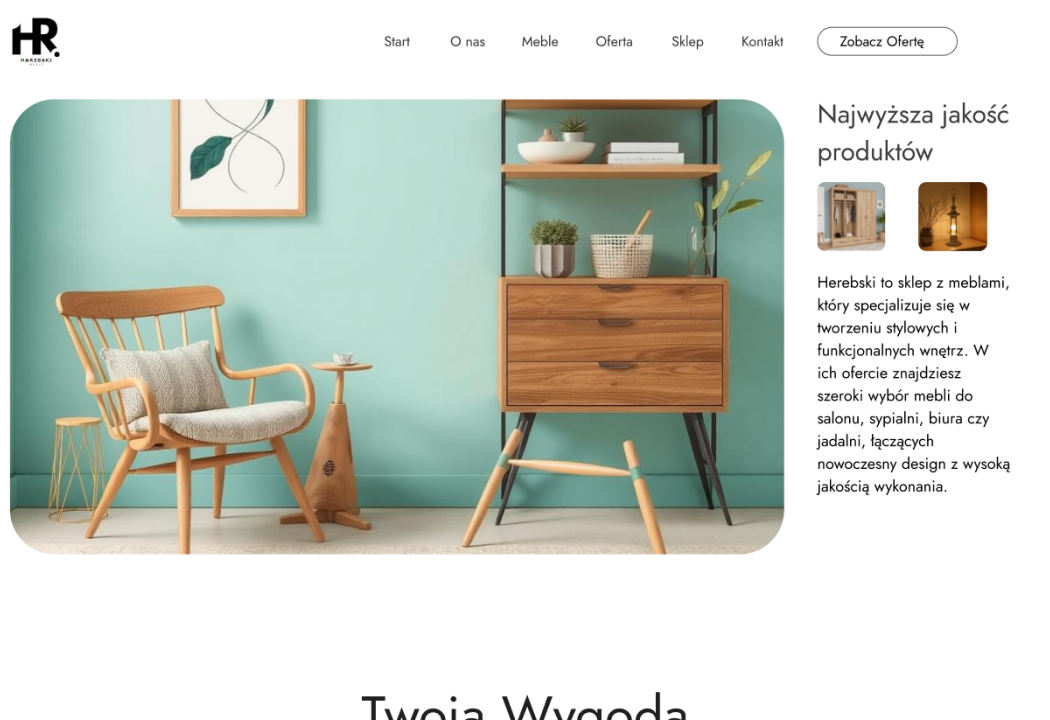 HR.
HAREBSKI
MEBLE
Start O nas Meble Oferta Sklep Kontakt Zobacz Ofertę
Najwyższa jakość
produktów
Herebski to sklep z meblami,
który specjalizuje się w
tworzeniu stylowych i
funkcjonalnych wnętrz. W
ich ofercie znajdziesz
szeroki wybór mebli do
salonu, sypialni, biura czy
jadalni, łączących
nowoczesny design z wysoką
jakością wykonania.
Twoja Wygoda